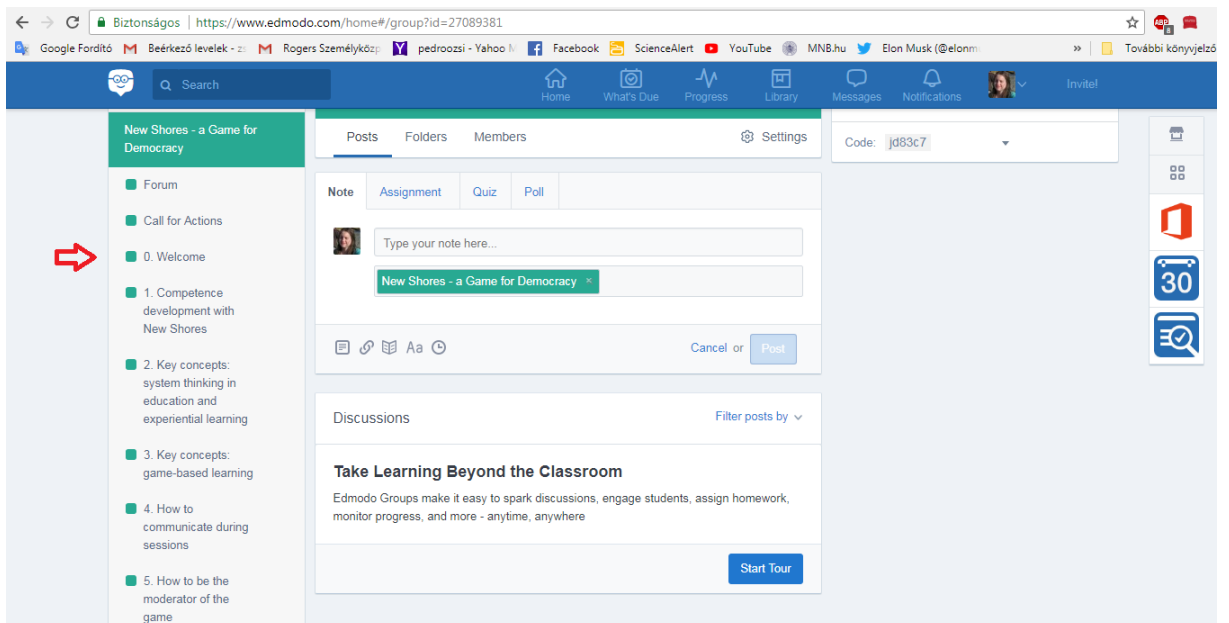 Biztonságos | https://www.edmodo.com/home#/group?id=27089381
Google Fordító Beérkező levelek - zs Rogers Személyközp pedroozsi - Yahoo M Facebook ScienceAlert YouTube MNB.hu Elon Musk (@elonm » További könyvjelző
Search Home What's Due Progress Library Messages Notifications Invite!
New Shores - a Game for
Democracy
Forum
Call for Actions
0. Welcome
1. Competence
development with
New Shores
2. Key concepts:
system thinking in
education and
experiential learning
3. Key concepts:
game-based learning
4. How to
communicate during
sessions
5. How to be the
moderator of the
game
Posts Folders Members Settings
Note Assignment Quiz Poll
Type your note here...
New Shores - a Game for Democracy ×
Aa Cancel or Post
Discussions Filter posts by
Take Learning Beyond the Classroom
Edmodo Groups make it easy to spark discussions, engage students, assign homework,
monitor progress, and more - anytime, anywhere
Start Tour
Code: jd83c7
30